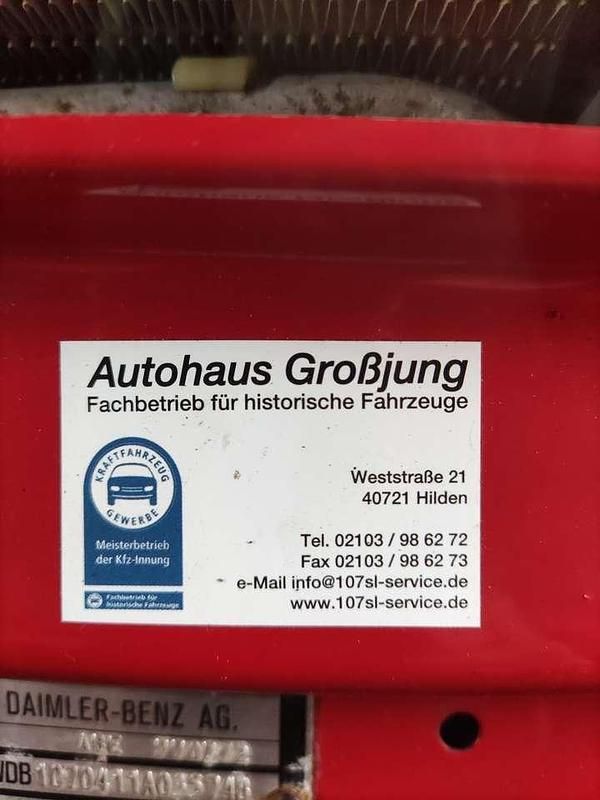 Autohaus Großjung
Fachbetrieb für historische Fahrzeuge
KRAFTFAHRZEUG
GEWERBE
Meisterbetrieb
der Kfz-Innung
Fachbetrieb für
historische Fahrzeuge
Weststraße 21
40721 Hilden
Tel. 02103 / 98 62 72
Fax 02103 / 98 62 73
e-Mail info@107sl-service.de
www.107sl-service.de
DAIMLER-BENZ AG.